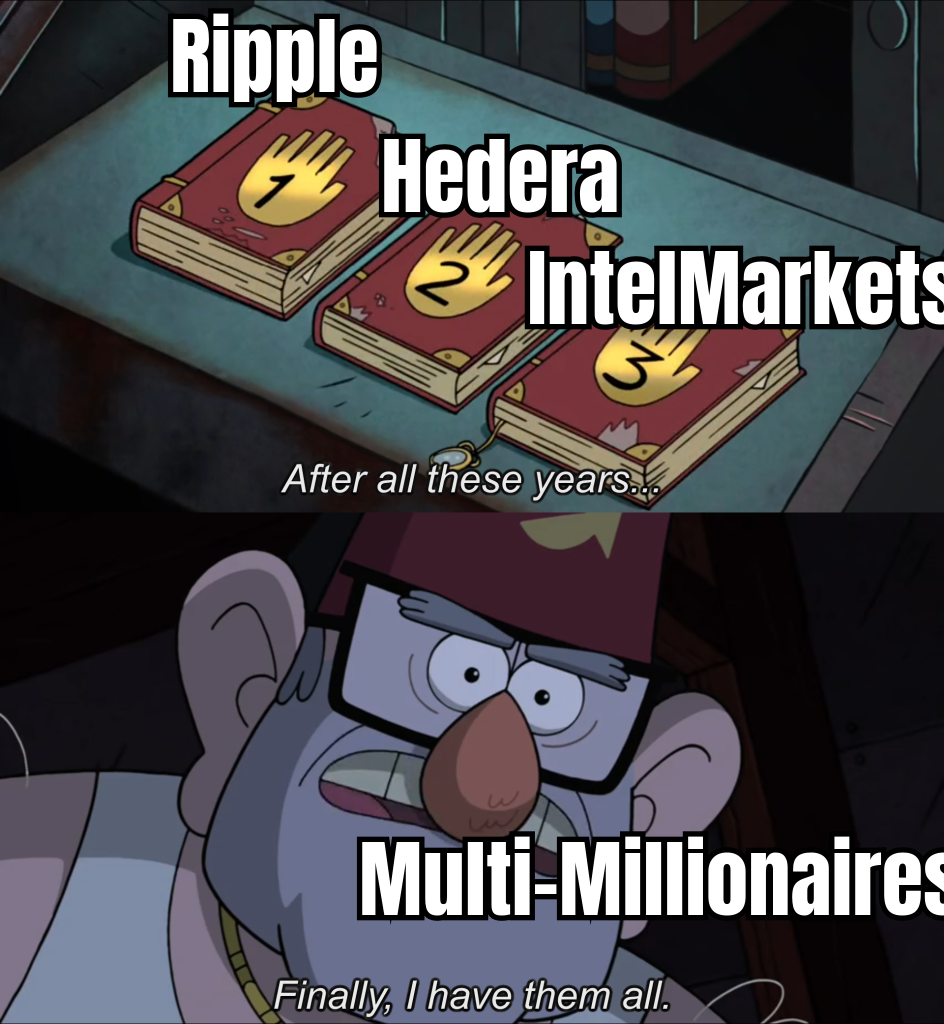 Ripple
1
Hedera
2
IntelMarkets
3
After all these years...
Multi-Millionaires
Finally, I have them all.